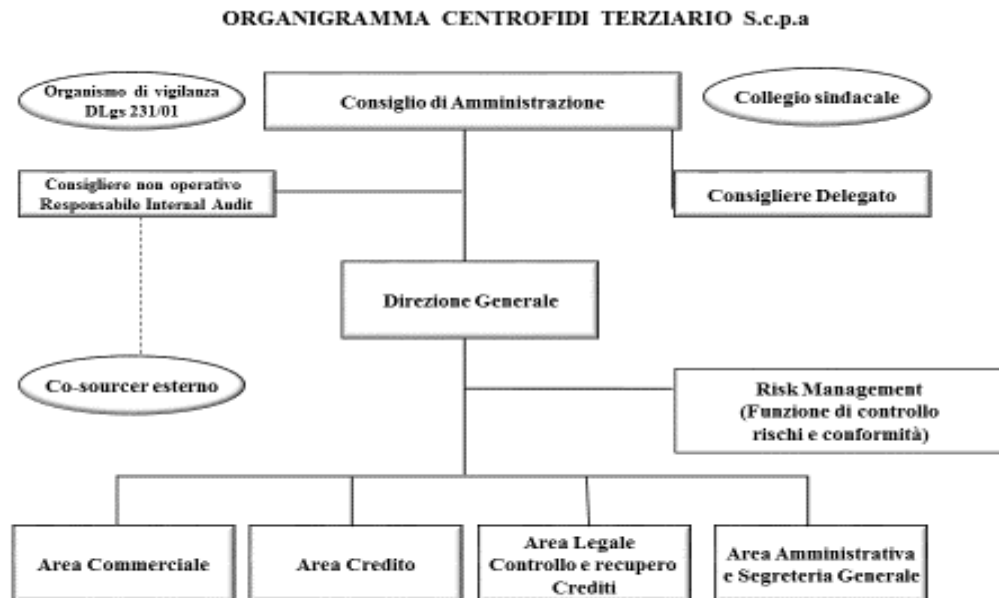 ORGANIGRAMMA CENTROFIDI TERZIARIO S.c.p.a
Organismo di vigilanza
DLgs 231/01
Consiglio di Amministrazione
Collegio sindacale
Consigliere non operativo
Responsabile Internal Audit
Consigliere Delegato
Direzione Generale
Co-sourcer esterno
Risk Management
(Funzione di controllo
rischi e conformità)
Area Commerciale
Area Credito
Area Legale
Controllo e recupero
Crediti
Area Amministrativa
e Segreteria Generale